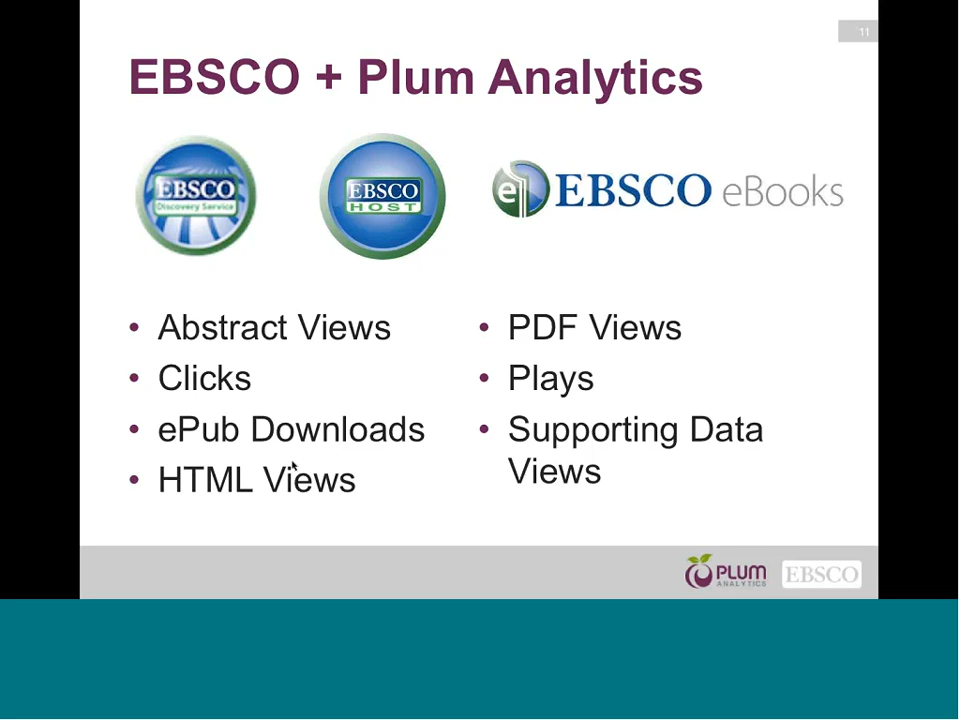 11
EBSCO + Plum Analytics
EBSCO
Discovery Service
EBSCO
HOST
e EBSCO eBooks
• Abstract Views
• Clicks
• ePub Downloads
• HTML Views
• PDF Views
• Plays
• Supporting Data
Views
PLUM
ANALYTICS
EBSCO